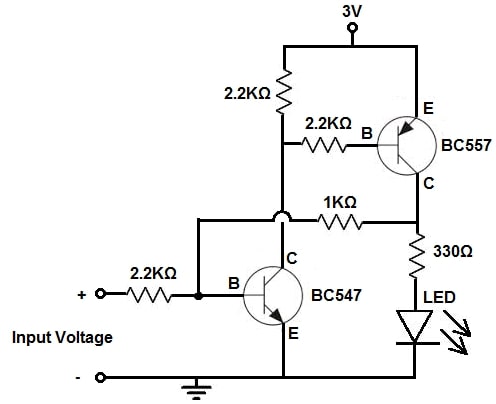 3V
2.2KΩ
E
2.2KΩ
B
BC557
C
1KΩ
330Ω
C
2.2KΩ
LED
+
B
BC547
E
Input Voltage
-